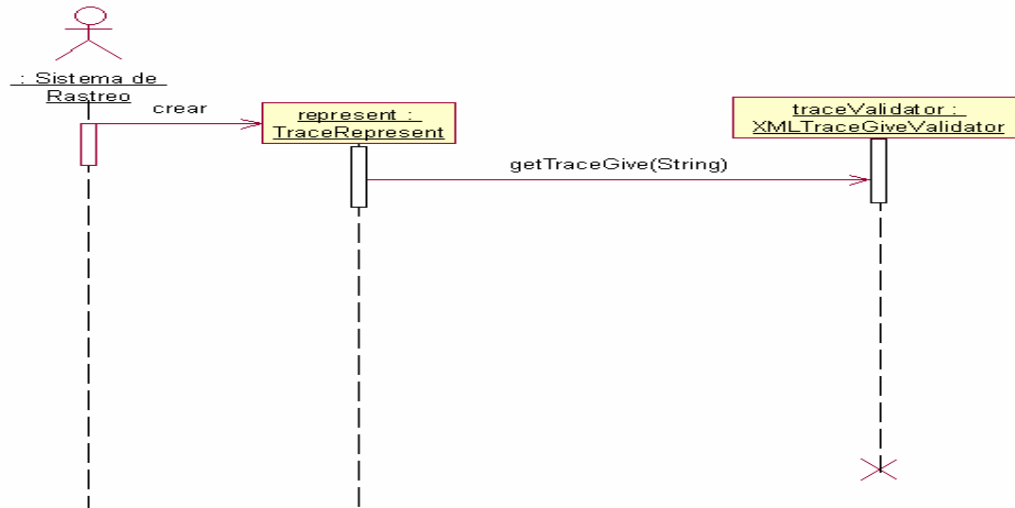 : Sistema de
Rastreo
crear
represent :
TraceRepresent
traceValidator :
XMLTraceGiveValidator
getTraceGive(String)